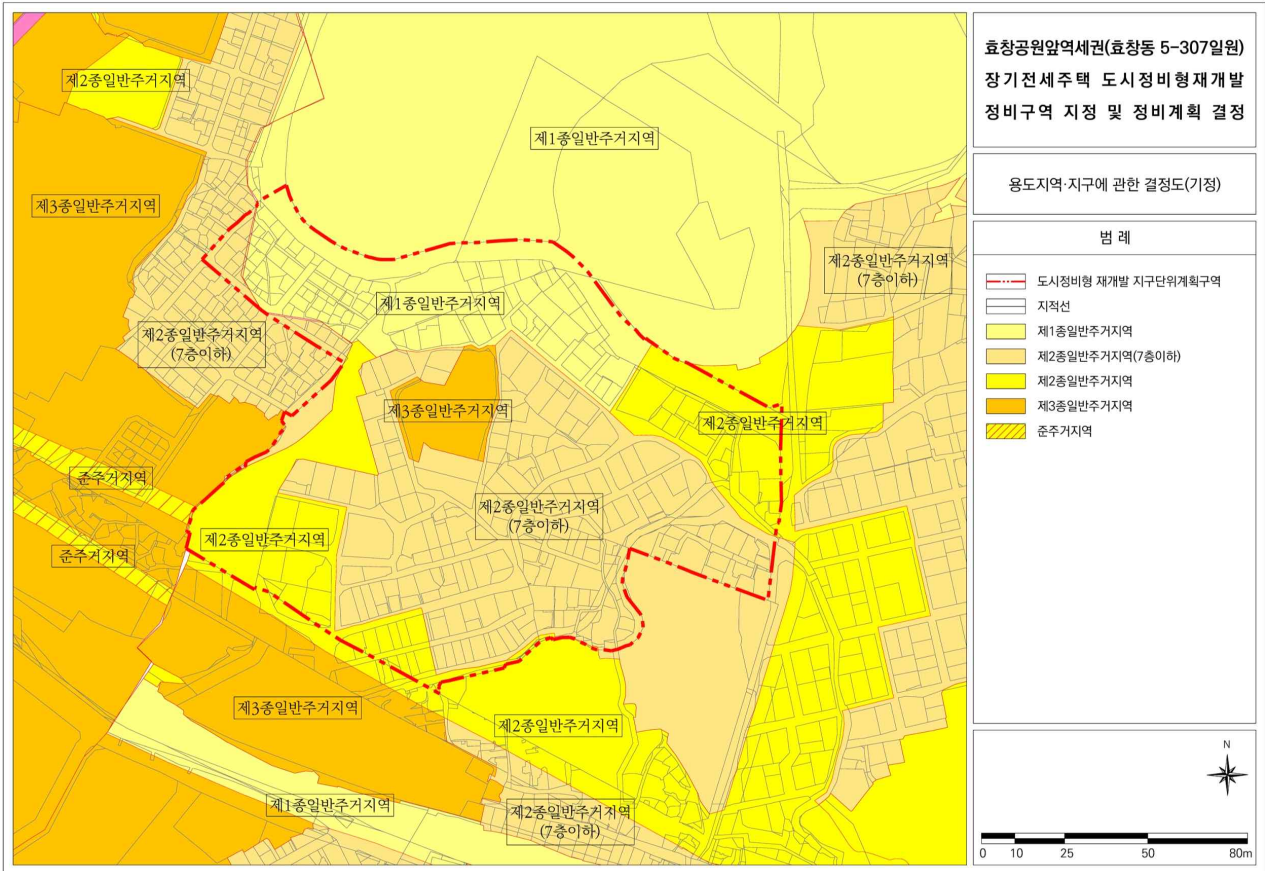 효창공원앞역세권(효창동 5-307일원)
장기전세주택 도시정비형재개발
정비구역 지정 및 정비계획 결정
용도지역·지구에 관한 결정도(기정)
범 례
도시정비형 재개발 지구단위계획구역
지적선
제1종일반주거지역
제2종일반주거지역(7층이하)
제2종일반주거지역
제3종일반주거지역
준주거지역
N
0 10 25 50 80m
제2종일반주거지역
제1종일반주거지역
제3종일반주거지역
제2종일반주거지역
(7층이하)
제1종일반주거지역
제2종일반주거지역
(7층이하)
제3종일반주거지역
제2종일반주거지역
준주거지역
제2종일반주거지역
(7층이하)
제2종일반주거지역
준주거지역
제3종일반주거지역
제2종일반주거지역
제1종일반주거지역
제2종일반주거지역
(7층이하)